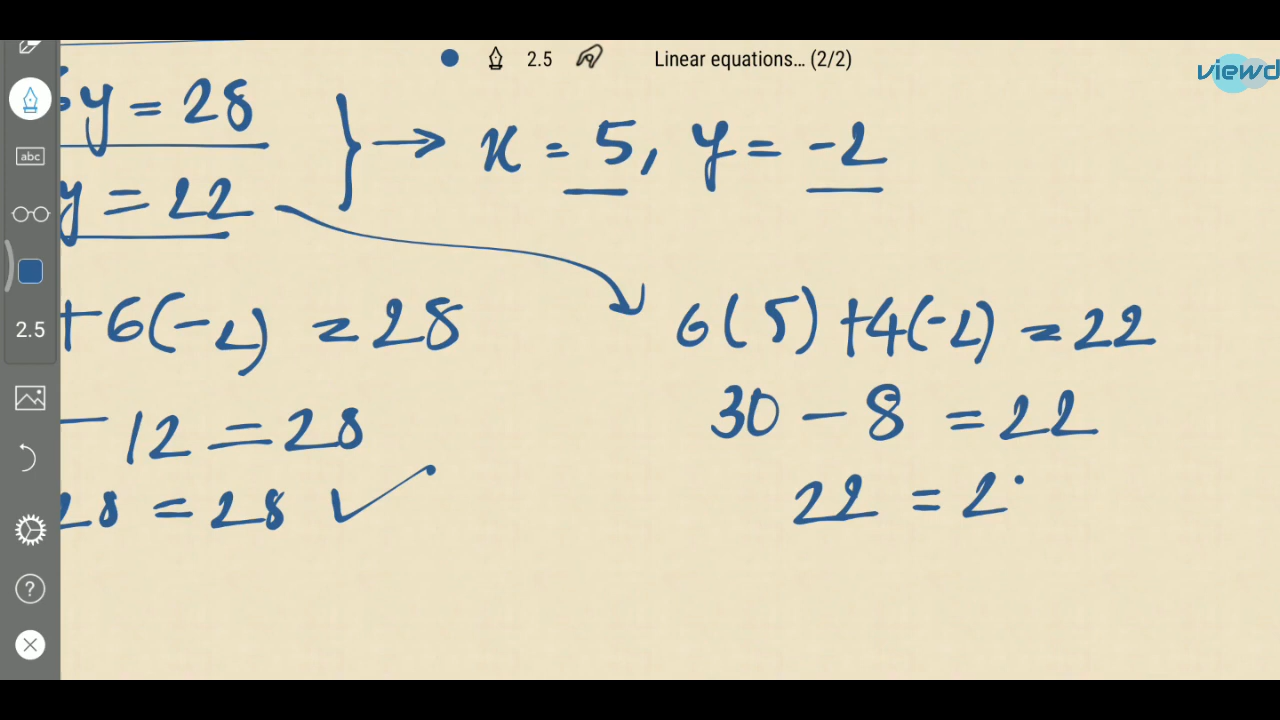 2.5 Linear equations... (2/2)
viewd
abc
2.5
6y = 28
y = 22
→ x = 5, y = -2
+6(-2) = 28
6(5) +4(-2) = 22
- 12 = 28
30 - 8 = 22
28 = 28 ✓
22 = 2
?